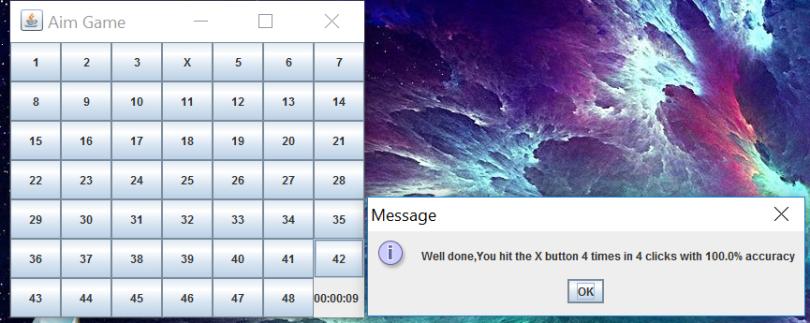 Aim Game
1 2 3 X 5 6 7
8 9 10 11 12 13 14
15 16 17 18 19 20 21
22 23 24 25 26 27 28
29 30 31 32 33 34 35
36 37 38 39 40 41 42
43 44 45 46 47 48 00:00:09
Message
Well done,You hit the X button 4 times in 4 clicks with 100.0% accuracy
OK